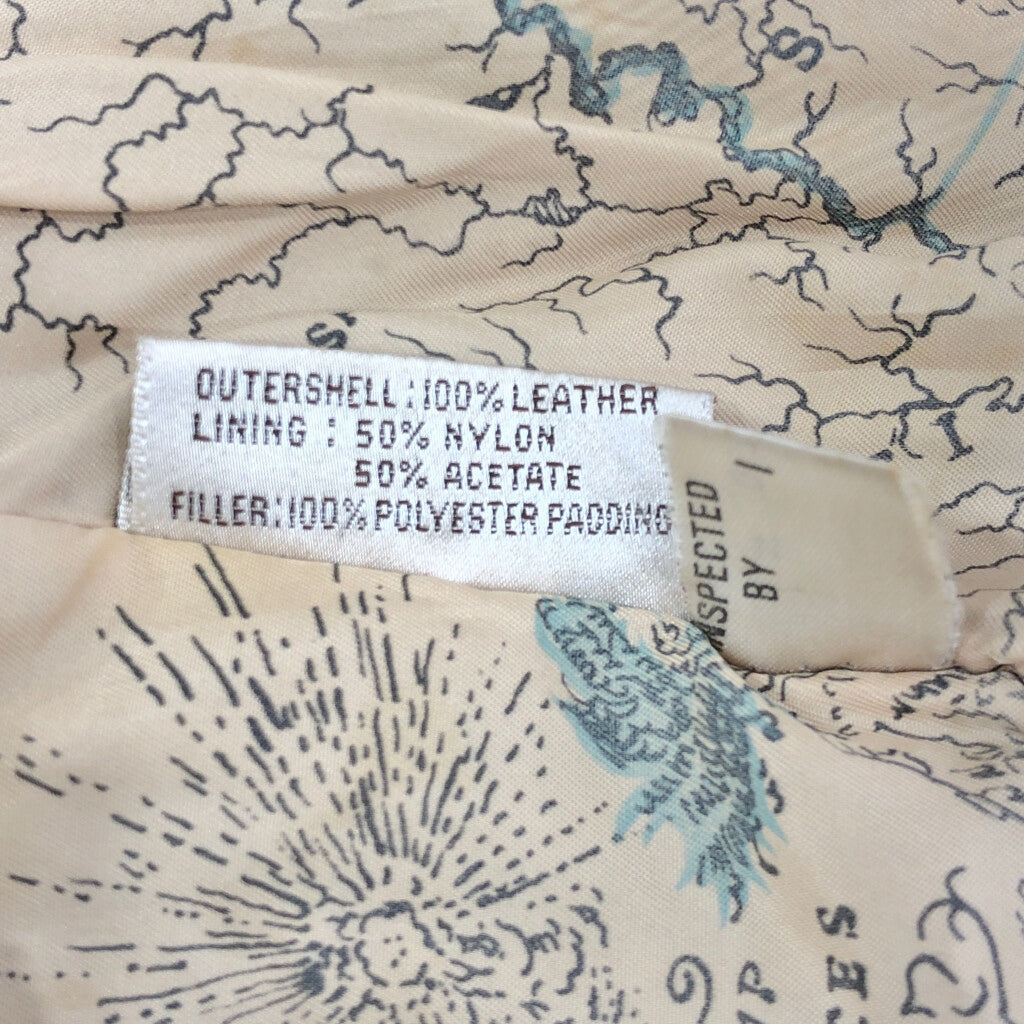 OUTERSHELL : 100% LEATHER
LINING : 50% NYLON
50% ACETATE
FILLER : 100% POLYESTER PADDING
INSPECTED
BY
S